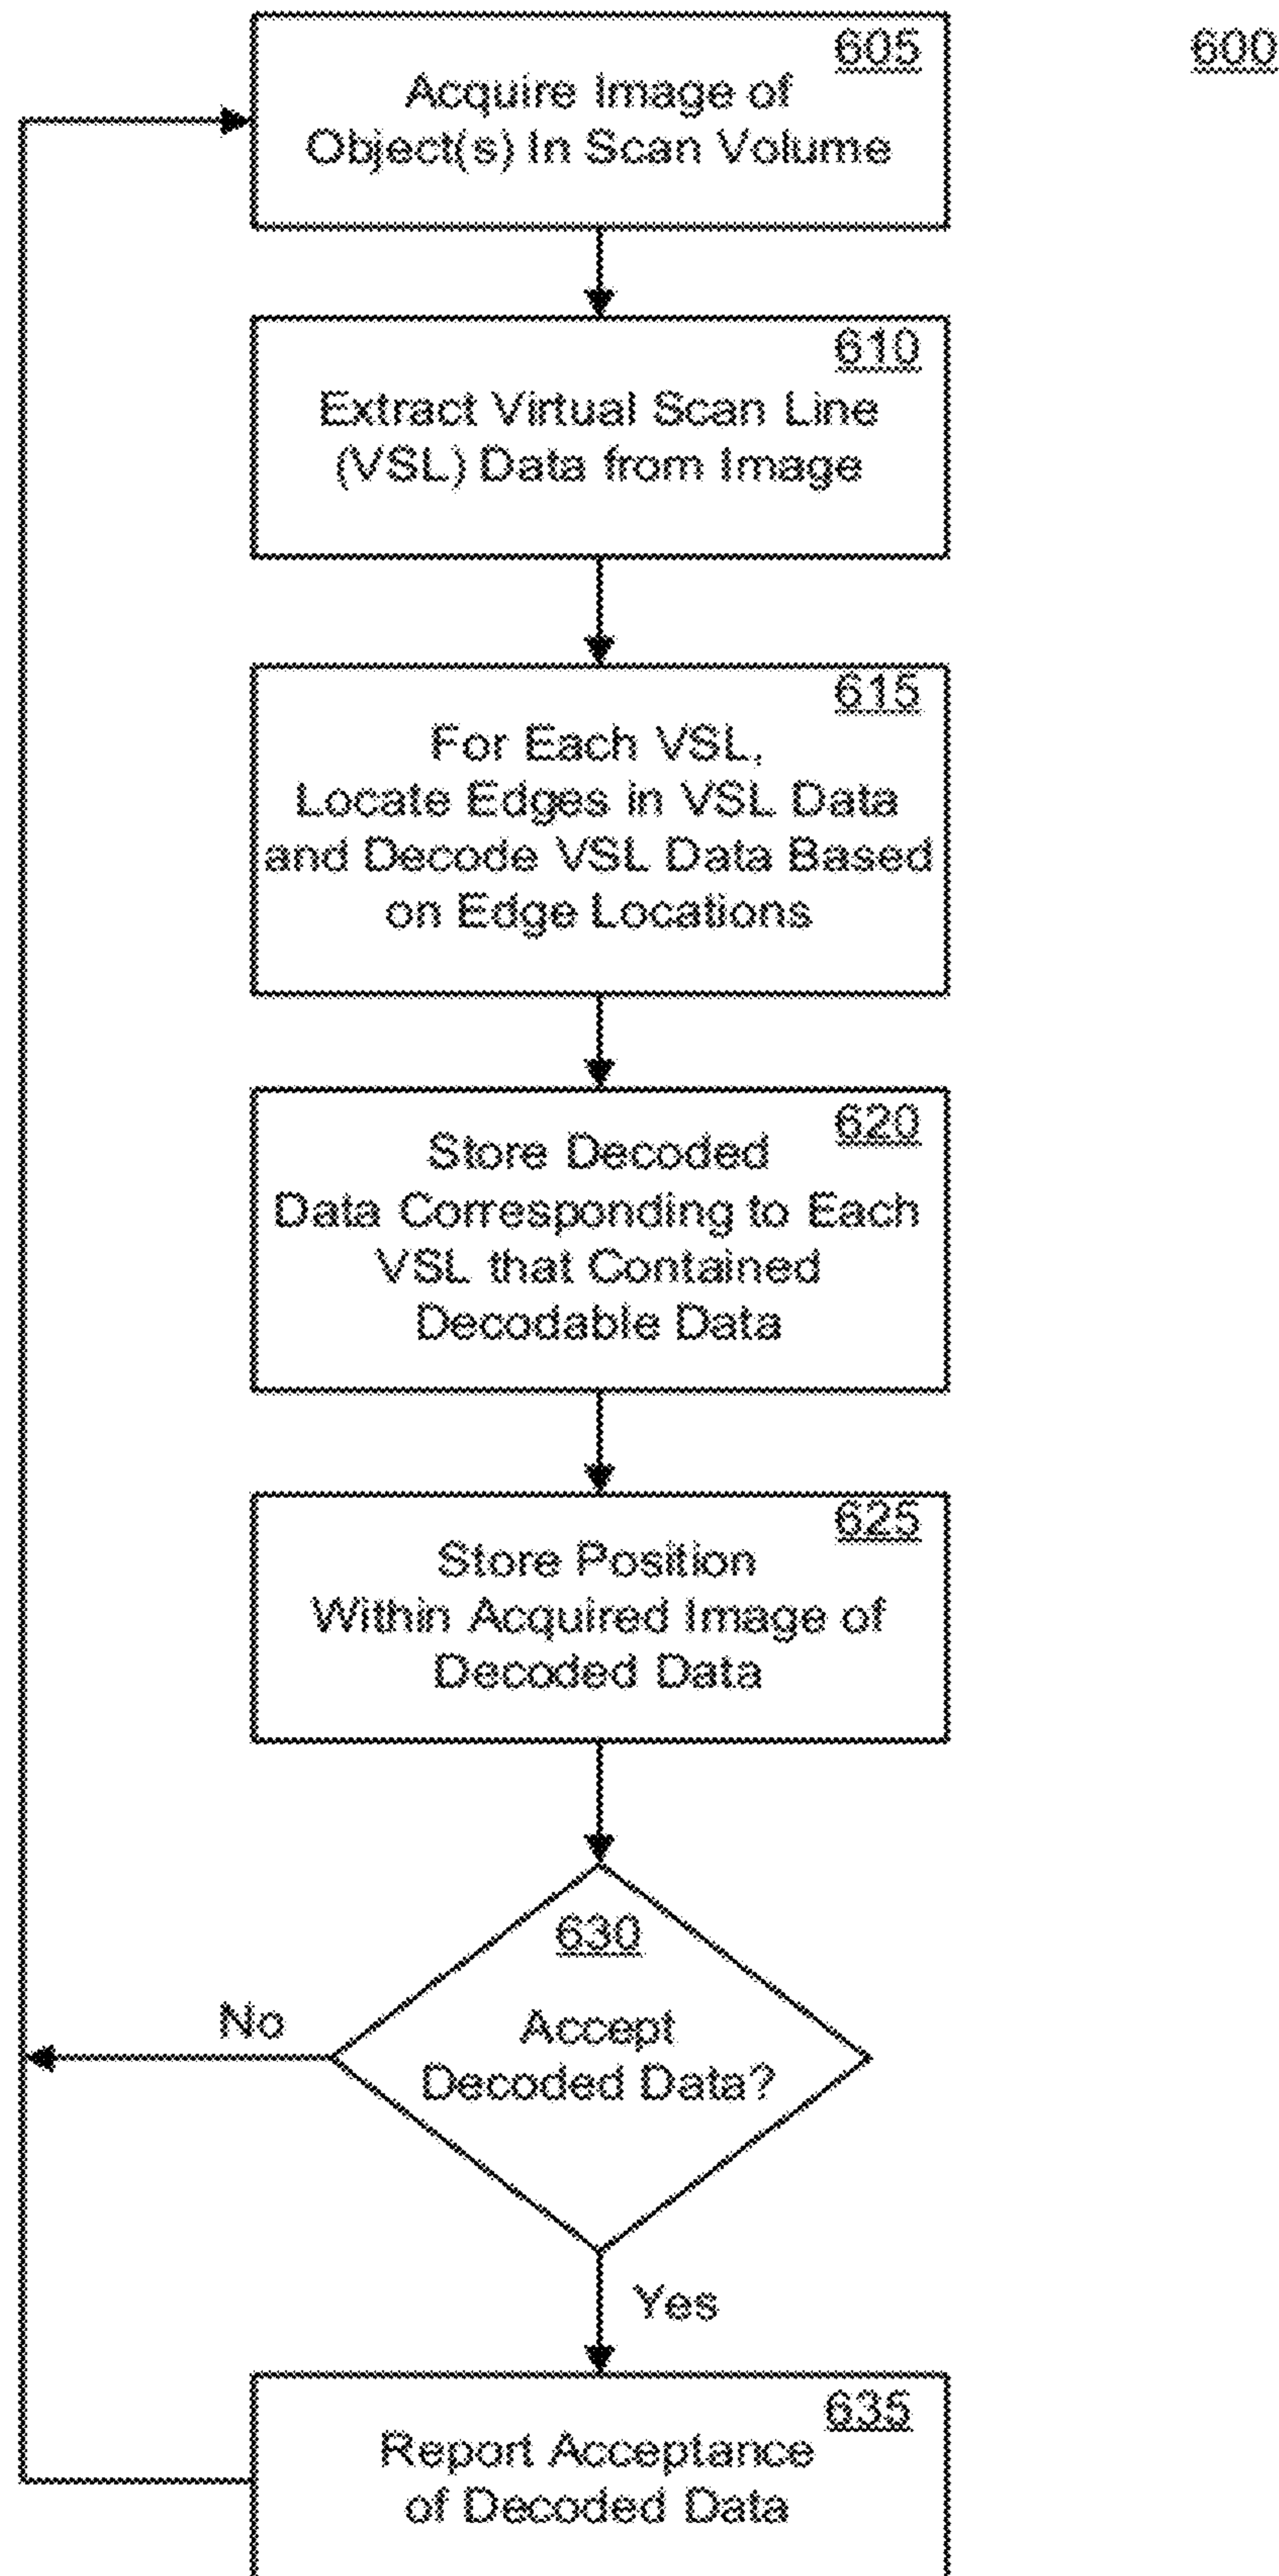 600
605
Acquire Image of
Object(s) In Scan Volume
610
Extract Virtual Scan Line
(VSL) Data from Image
615
For Each VSL,
Locate Edges in VSL Data
and Decode VSL Data Based
on Edge Locations
620
Store Decoded
Data Corresponding to Each
VSL that Contained
Decodable Data
625
Store Position
Within Acquired Image of
Decoded Data
630
Accept
Decoded Data?
No
Yes
635
Report Acceptance
of Decoded Data